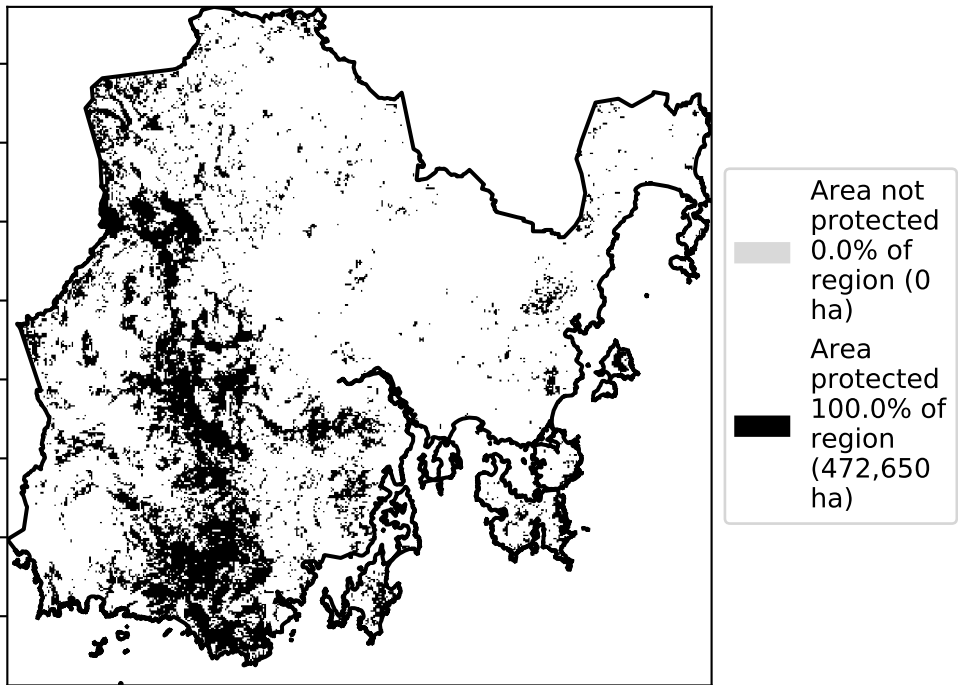 Area not
protected
0.0% of
region (0
ha)
Area
protected
100.0% of
region
(472,650
ha)